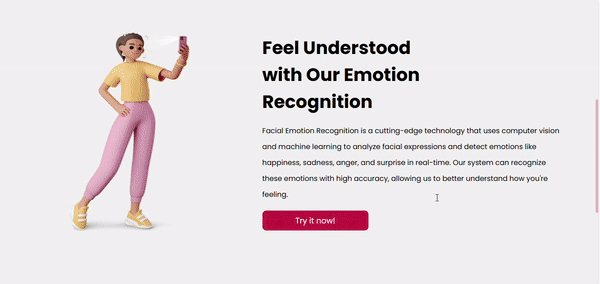 Feel Understood
with Our Emotion
Recognition
Facial Emotion Recognition is a cutting-edge technology that uses computer vision
and machine learning to analyze facial expressions and detect emotions like
happiness, sadness, anger, and surprise in real-time. Our system can recognize
these emotions with high accuracy, allowing us to better understand how you're
feeling.
Try it now!